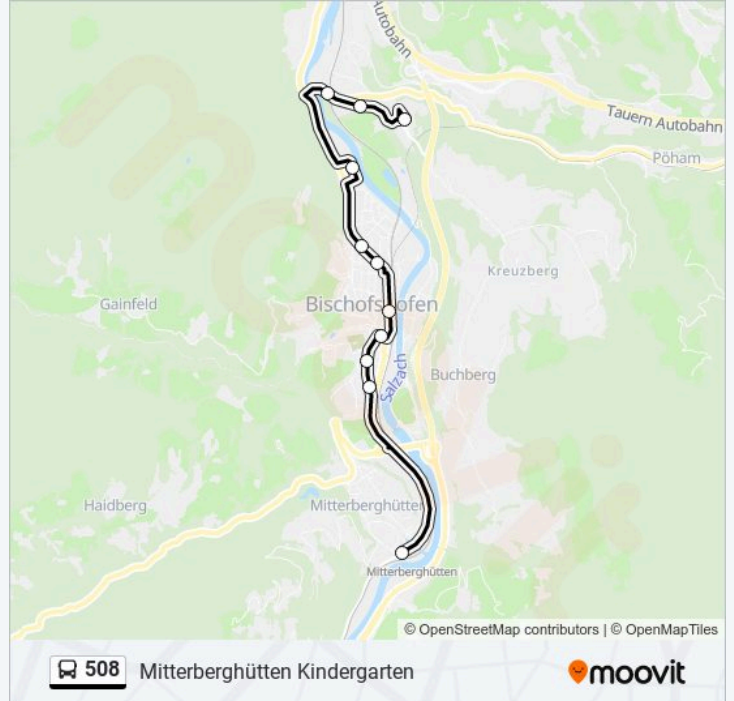 Autobahn
Tauern Autobahn
Pöham
Kreuzberg
Gainfeld
Bischofshofen
Salzach
Buchberg
Haidberg
Mitterberghütten
Mitterberghütten
© OpenStreetMap contributors | © OpenMapTiles
508 Mitterberghütten Kindergarten
moovit